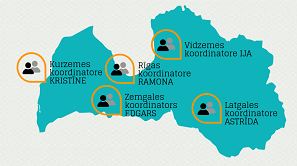 Vidzemes
koordinatore IJA
Kurzemes
koordinatore
KRISTĪNE
Rīgas
koordinatore
RAMONA
Zemgales
koordinators
EDGARS
Latgales
koordinatore
ASTRĪDA